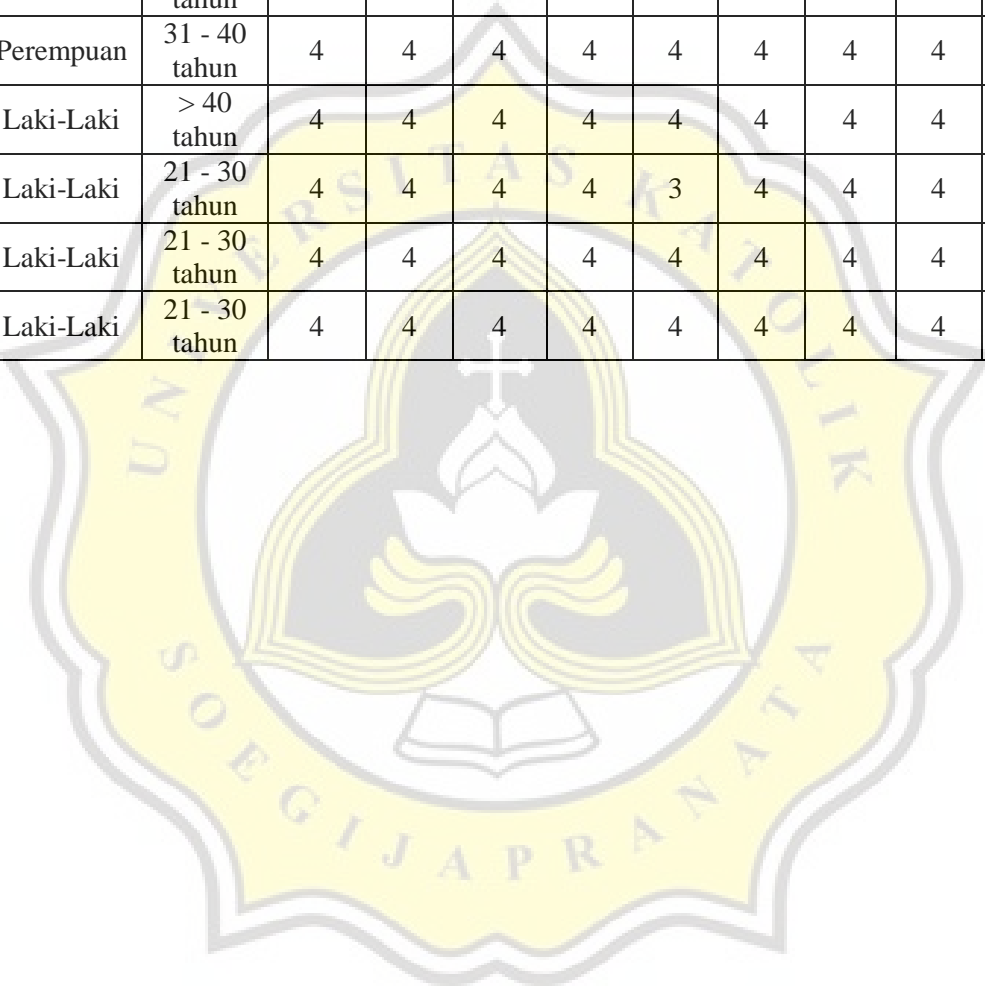 tahun
Perempuan 31 - 40 tahun 4 4 4 4 4 4 4 4
Laki-Laki > 40 tahun 4 4 4 4 4 4 4 4
Laki-Laki 21 - 30 tahun 4 4 4 4 3 4 4 4
Laki-Laki 21 - 30 tahun 4 4 4 4 4 4 4 4
Laki-Laki 21 - 30 tahun 4 4 4 4 4 4 4 4
UNIVERSITAS KATOLIK
SOEGIJAPRANATA